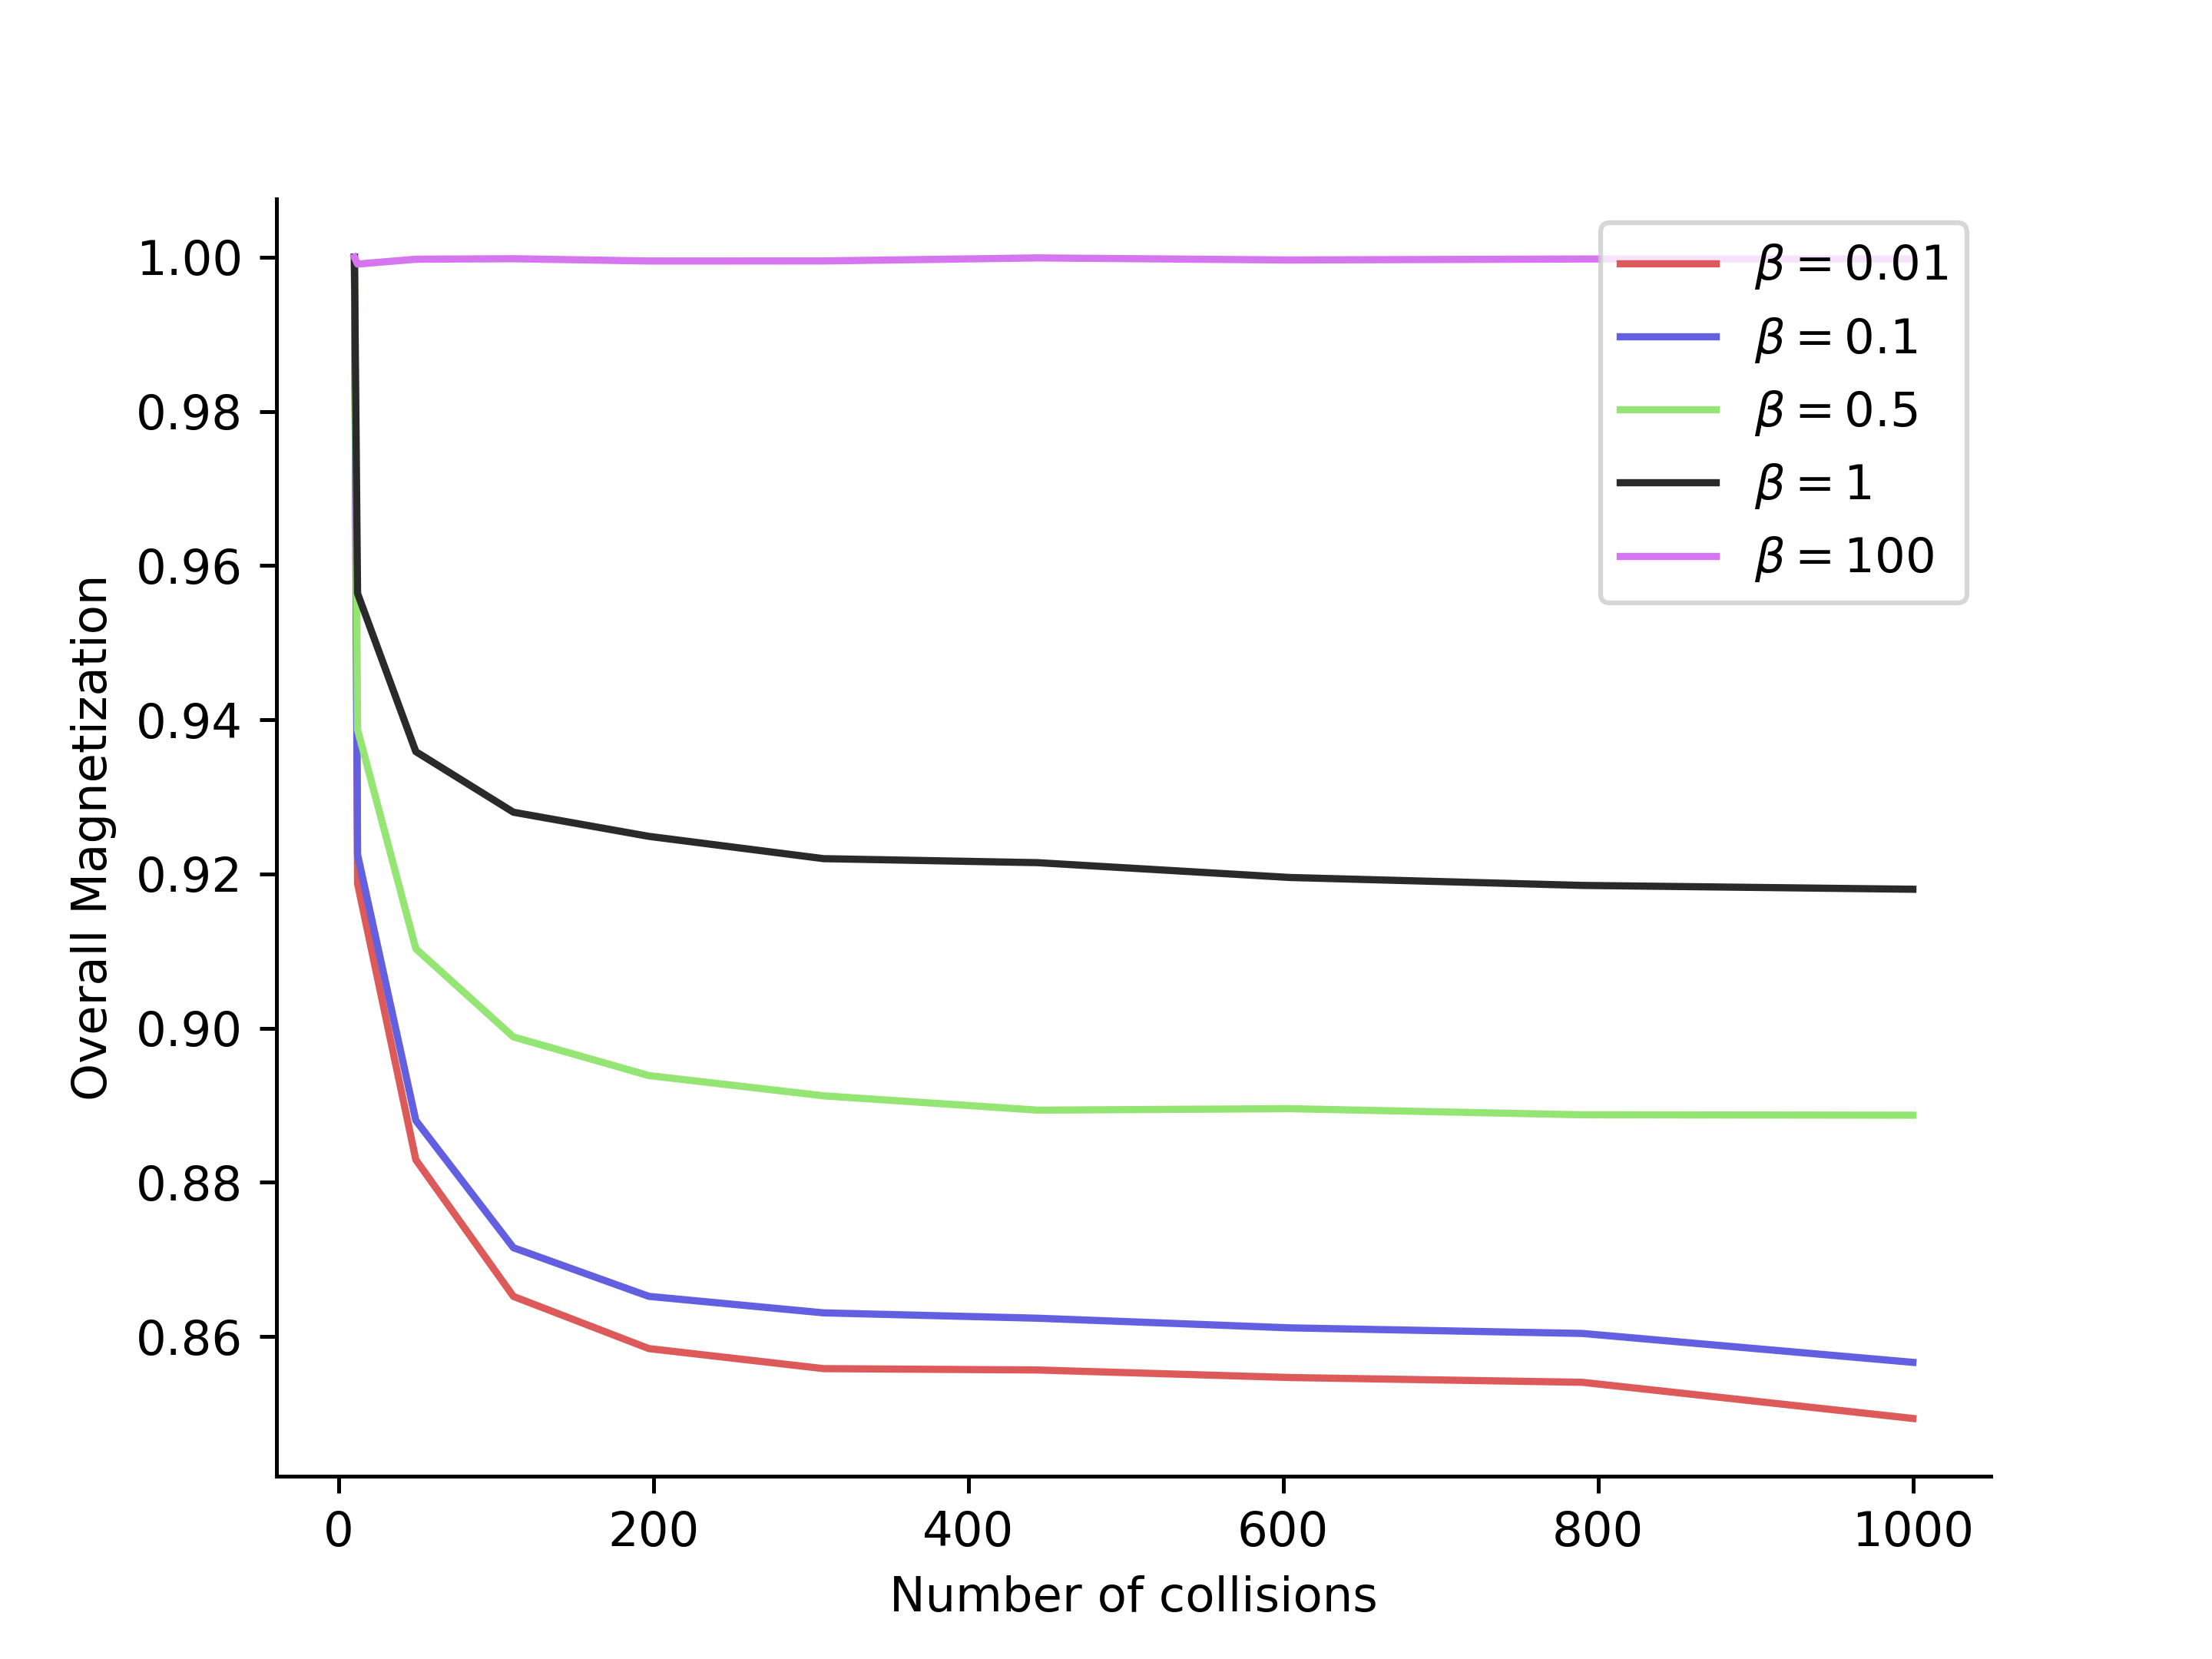 1.00
0.98
0.96
0.94
0.92
0.90
0.88
0.86
Overall Magnetization
0
200
400
600
800
1000
Number of collisions
β = 0.01
β = 0.1
β = 0.5
β = 1
β = 100